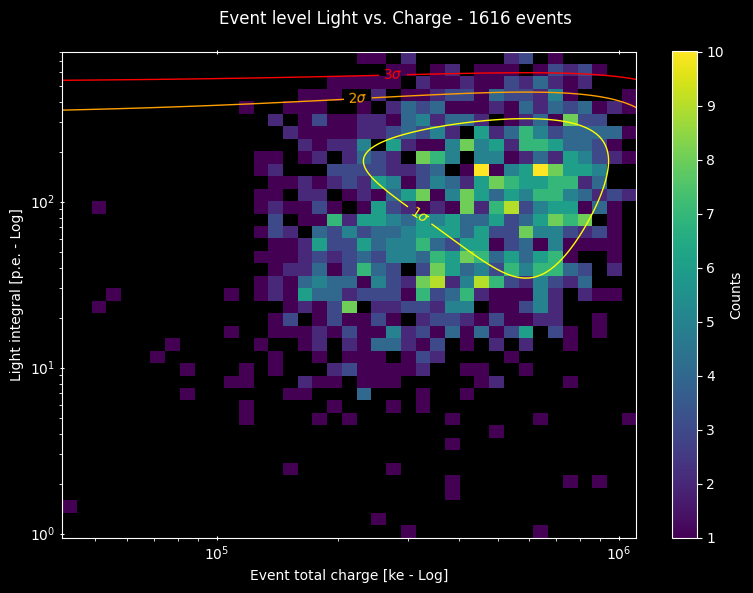 Event level Light vs. Charge - 1616 events
3σ
2σ
1σ
10²
10¹
10⁰
10⁵
10⁶
Light integral [p.e. - Log]
Event total charge [ke - Log]
10
9
8
7
6
5
4
3
2
1
Counts